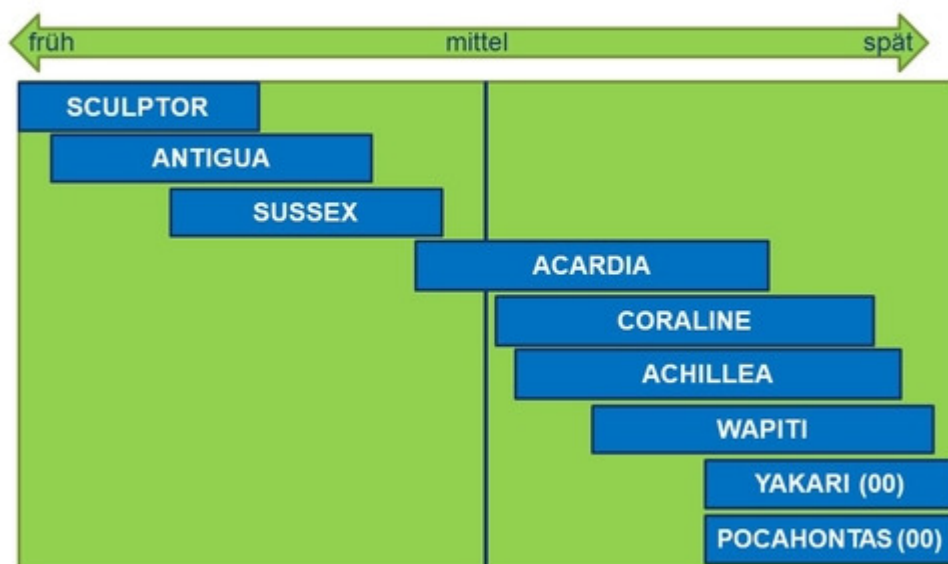 früh mittel spät
SCULPTOR
ANTIGUA
SUSSEX
ACARDIA
CORALINE
ACHILLEA
WAPITI
YAKARI (00)
POCAHONTAS (00)